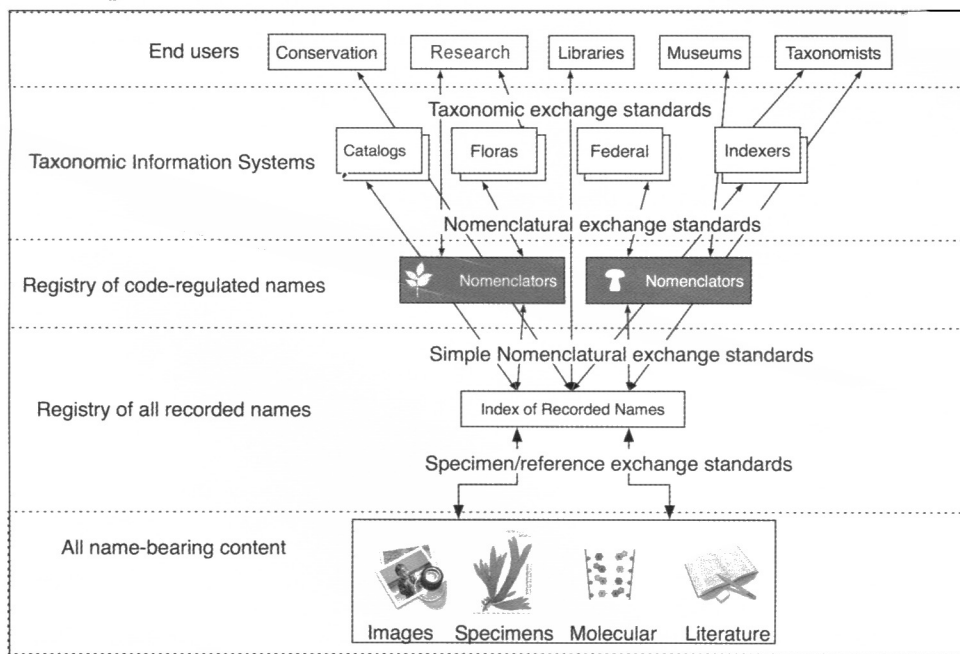 End users
Conservation
Research
Libraries
Museums
Taxonomists
Taxonomic exchange standards
Taxonomic Information Systems
Catalogs
Floras
Federal
Indexers
Nomenclatural exchange standards
Registry of code-regulated names
Nomenclators
Nomenclators
Simple Nomenclatural exchange standards
Registry of all recorded names
Index of Recorded Names
Specimen/reference exchange standards
All name-bearing content
Images Specimens Molecular Literature